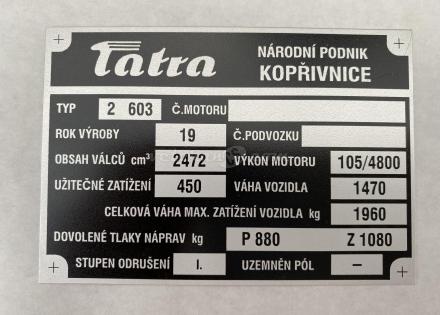 Tatra
NÁRODNÍ PODNIK
KOPŘIVNICE
TYP 2 603 Č.MOTORU
ROK VÝROBY 19 Č.PODVOZKU
OBSAH VÁLCŮ cm³ 2472 VÝKON MOTORU 105/4800
UŽITEČNÉ ZATÍŽENÍ 450 VÁHA VOZIDLA 1470
CELKOVÁ VÁHA MAX. ZATÍŽENÍ VOZIDLA kg 1960
DOVOLENÉ TLAKY NÁPRAV kg P 880 Z 1080
STUPEN ODRUŠENÍ I. UZEMNĚN PÓL –